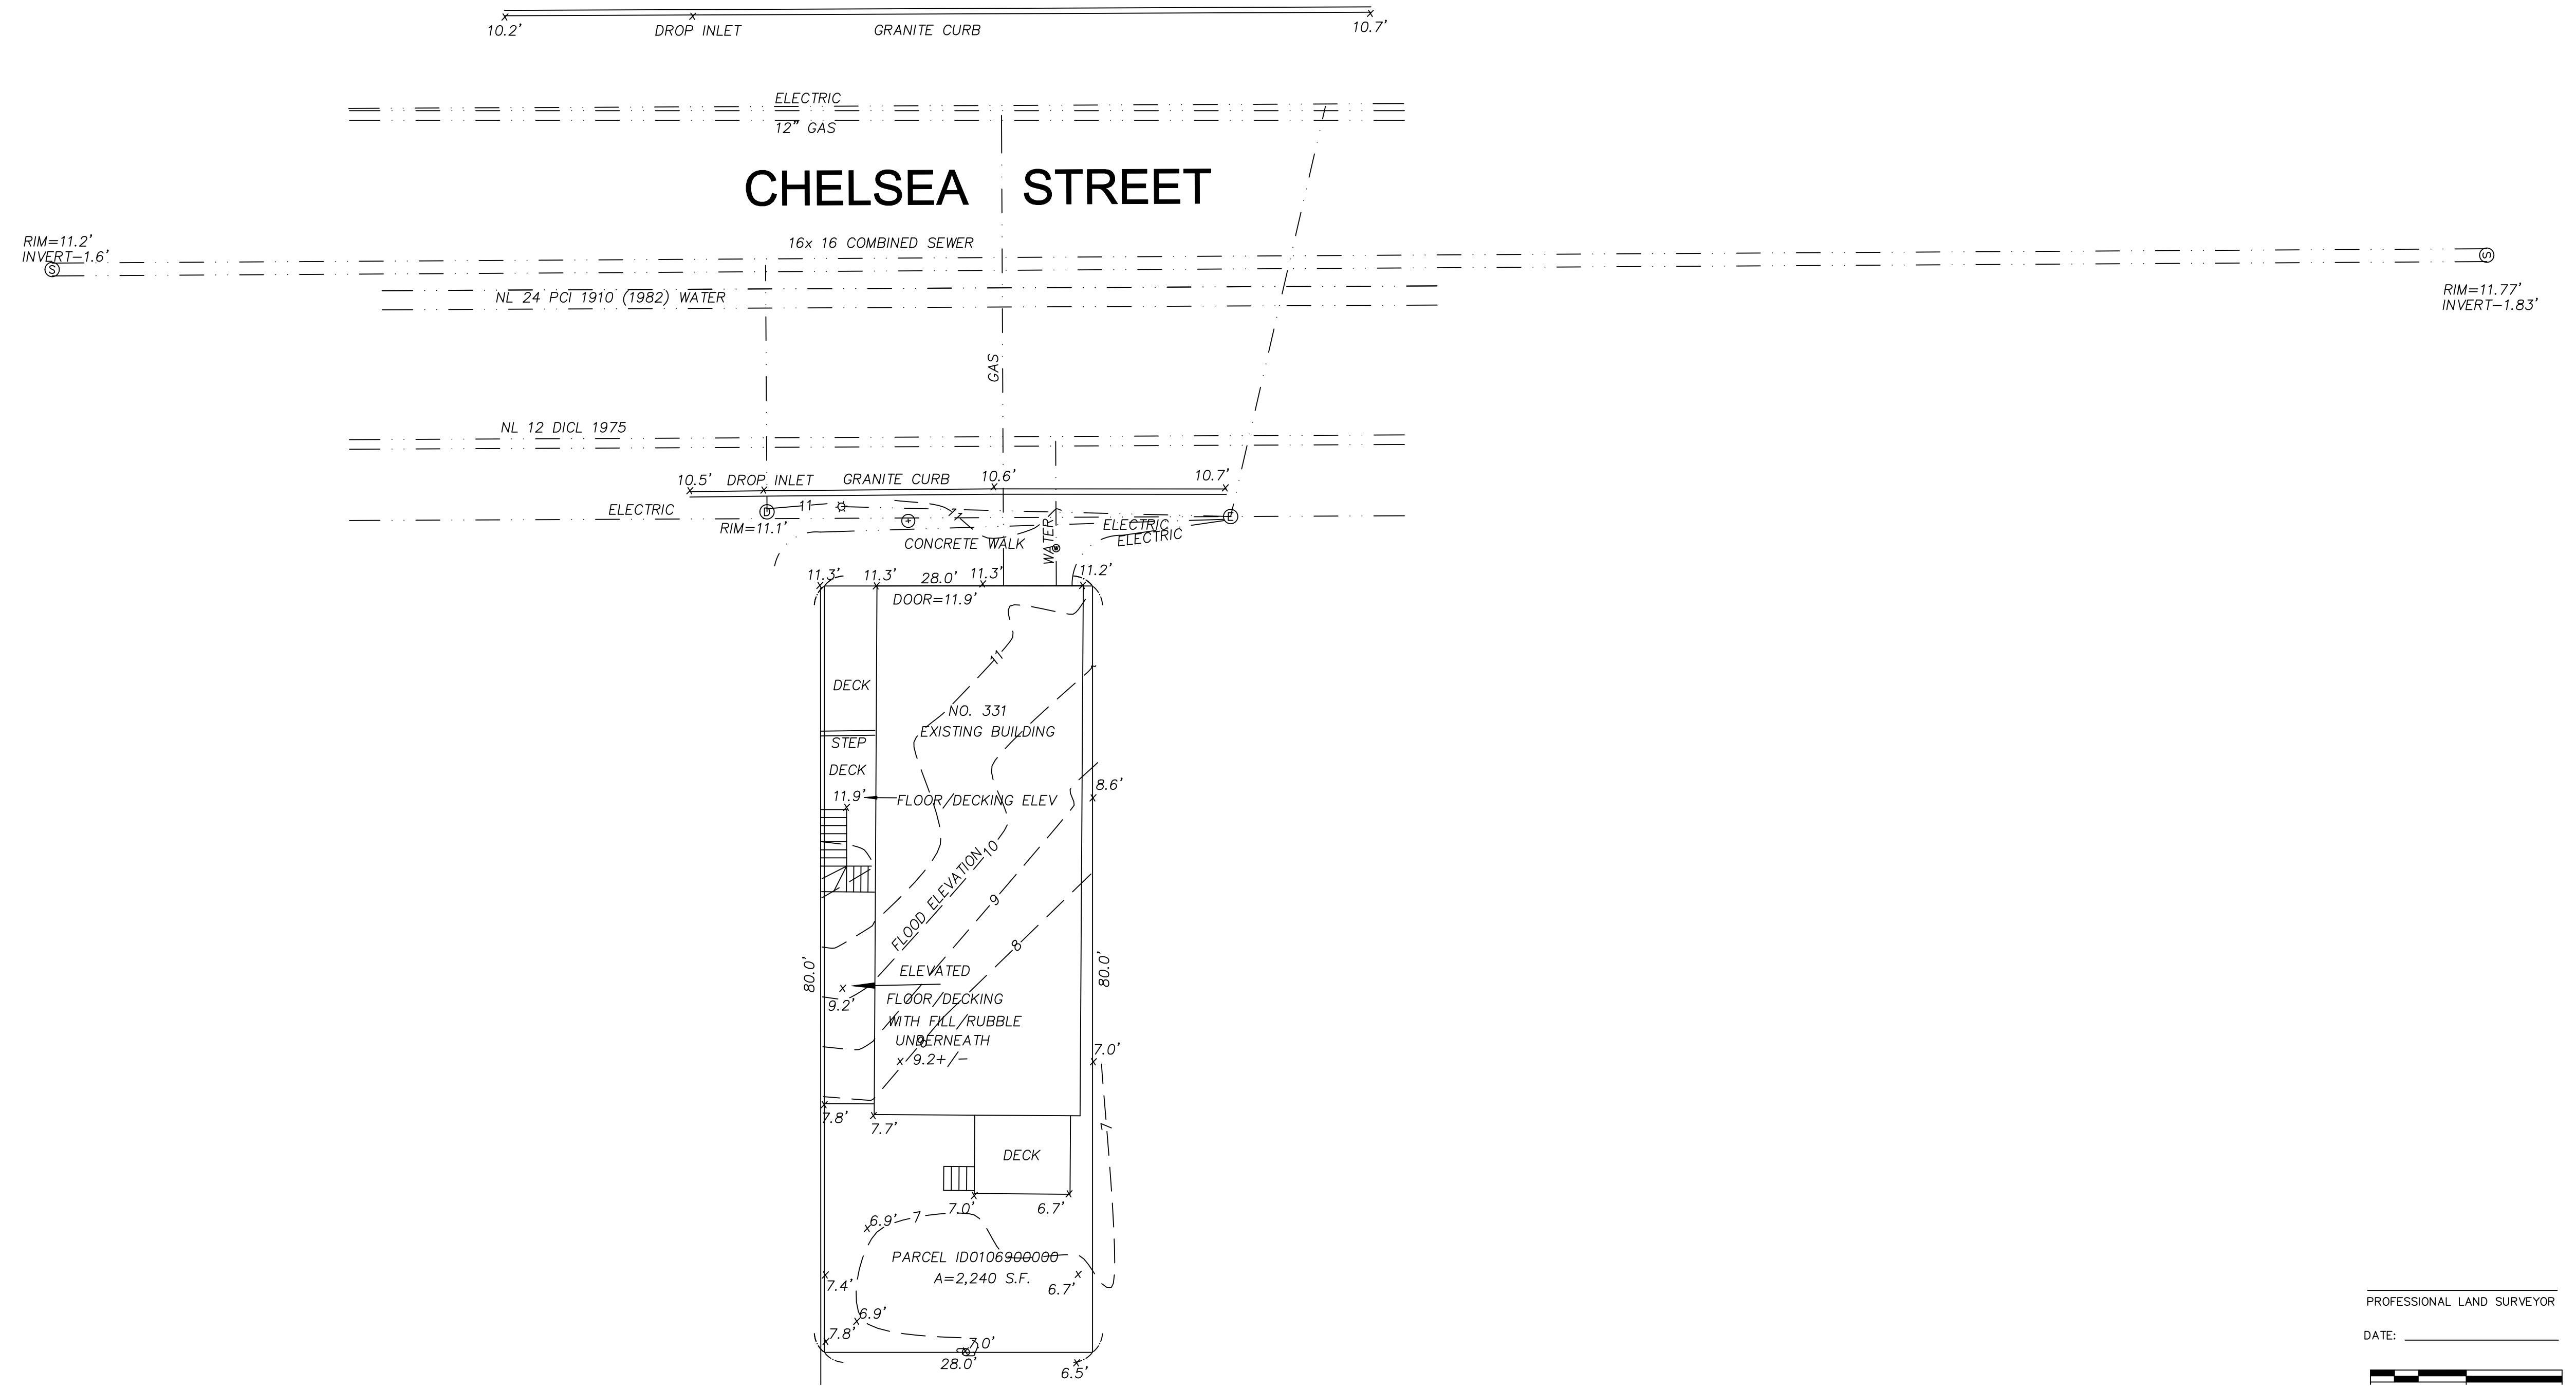 10.2'
DROP INLET
GRANITE CURB
10.7'
ELECTRIC
12" GAS
CHELSEA STREET
RIM=11.2'
INVERT-1.6'
S
16x 16 COMBINED SEWER
S
NL 24 PCI 1910 (1982) WATER
RIM=11.77'
INVERT-1.83'
GAS
NL 12 DICL 1975
10.5'
DROP INLET
GRANITE CURB
10.6'
10.7'
ELECTRIC
D
11
11
RIM=11.1'
WATER
ELECTRIC
ELECTRIC
E
CONCRETE WALK
11.3'
11.3'
28.0'
11.3'
11.2'
DOOR=11.9'
11
DECK
NO. 331
EXISTING BUILDING
STEP
DECK
11.9'
FLOOR/DECKING ELEV
8.6'
FLOOD ELEVATION 10
9
8
80.0'
80.0'
ELEVATED
9.2'
FLOOR/DECKING
WITH FILL/RUBBLE
UNDERNEATH
9.2+/-
7.0'
7.8'
7.7'
7
DECK
7.0'
6.7'
6.9'
7
PARCEL ID0106900000
A=2,240 S.F.
7.4'
6.7'
6.9'
7.8'
7.0'
28.0'
6.5'
PROFESSIONAL LAND SURVEYOR
DATE: